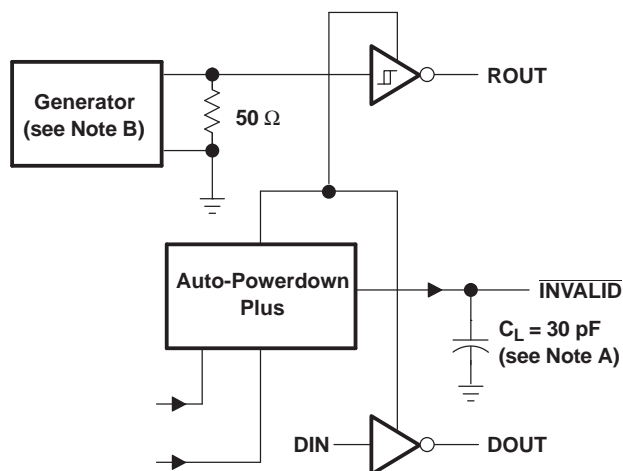 ROUT
Generator
(see Note B)
50 Ω
Auto-Powerdown
Plus
INVALID
C_L = 30 pF
(see Note A)
DIN
DOUT